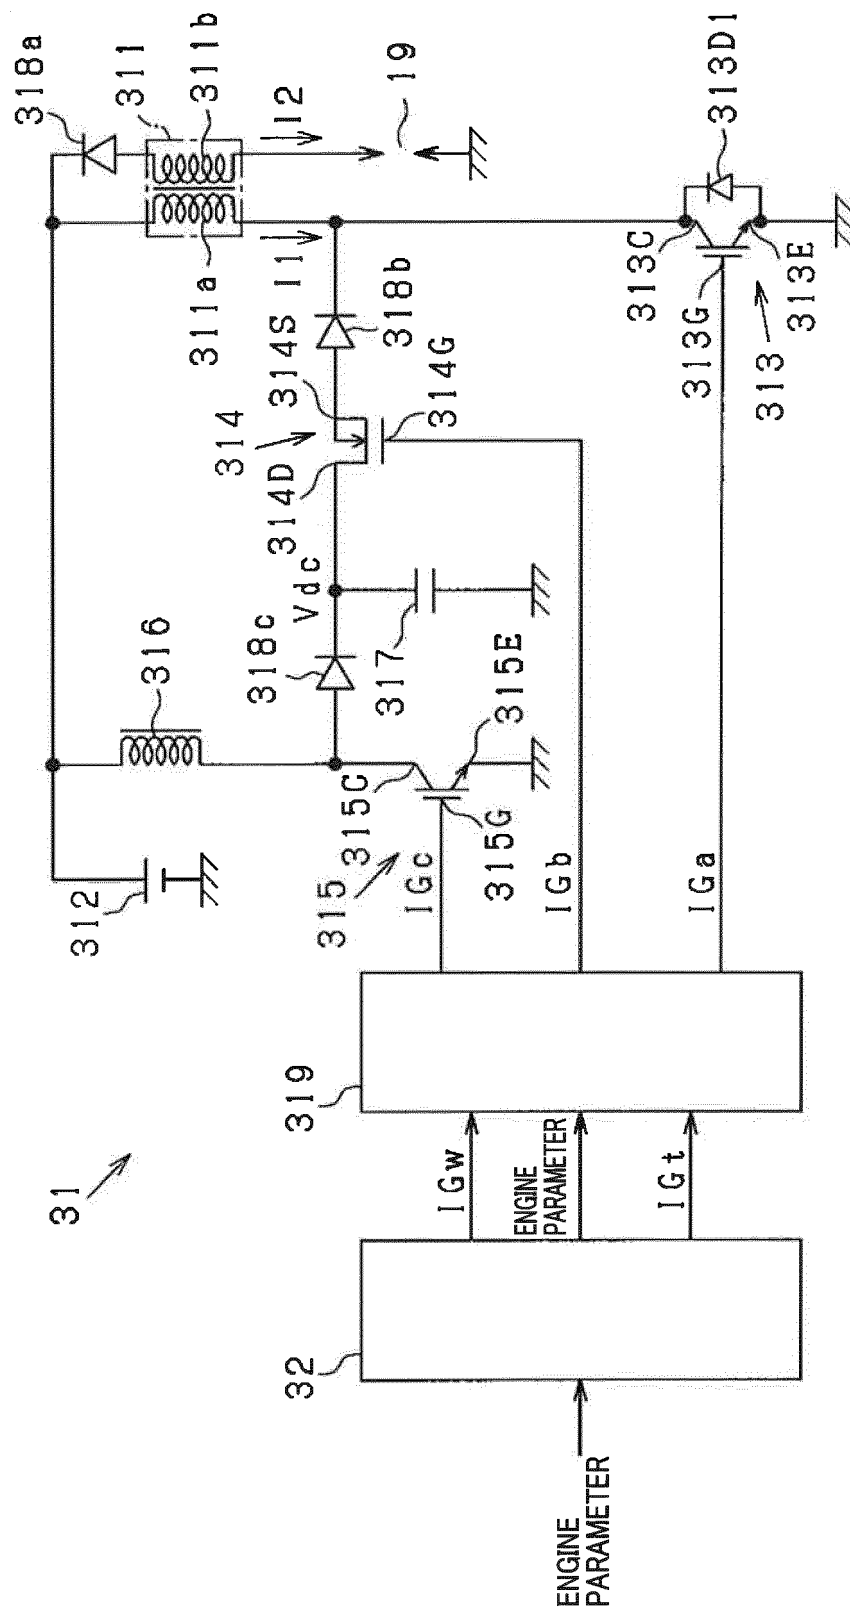 31
312
316
318a
311
311b
311a
I1
I2
19
318c
Vdc
314
314D
314S
318b
314G
317
315
315C
315E
315G
313C
313G
313
313E
313D1
IGc
IGb
IGa
319
32
IGw
ENGINE
PARAMETER
IGt
ENGINE
PARAMETER